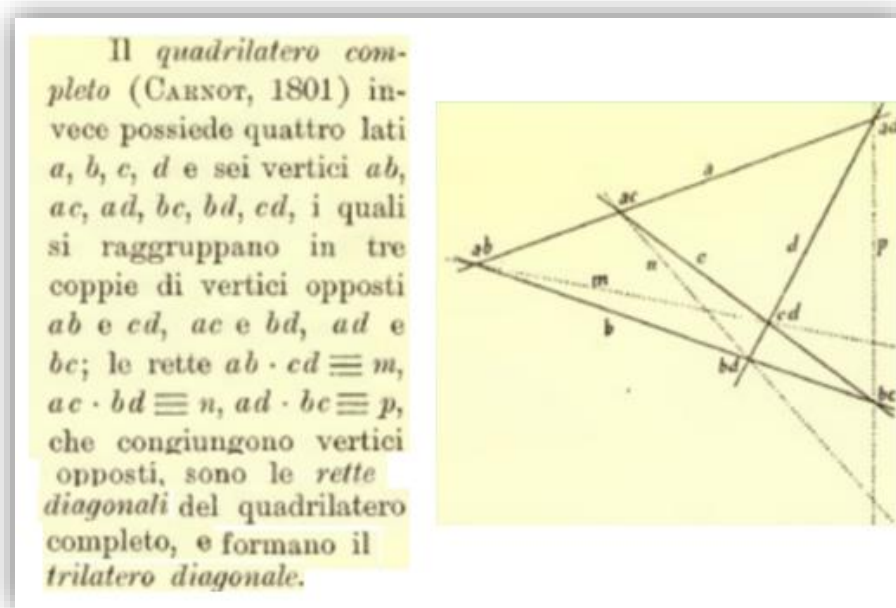 Il quadrilatero com-
pleto (CARNOT, 1801) in-
vece possiede quattro lati
a, b, c, d e sei vertici ab,
ac, ad, bc, bd, cd, i quali
si raggruppano in tre
coppie di vertici opposti
ab e cd, ac e bd, ad e
bc; le rette ab · cd ≡ m,
ac · bd ≡ n, ad · bc ≡ p,
che congiungono vertici
opposti, sono le rette
diagonali del quadrilatero
completo, e formano il
trilatero diagonale.
ad
a
ac
d
p
ab
n
c
m
cd
b
bd
bc